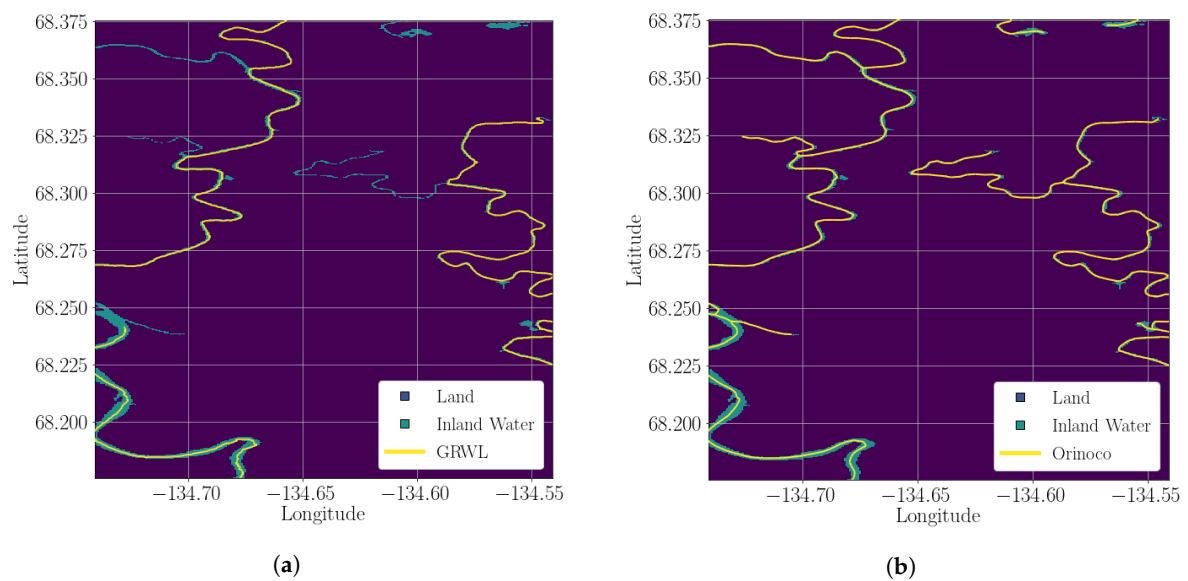 68.375
68.350
68.325
68.300
68.275
68.250
68.225
68.200
Latitude
−134.70
−134.65
−134.60
−134.55
Longitude
Land
Inland Water
GRWL
(a)
68.375
68.350
68.325
68.300
68.275
68.250
68.225
68.200
Latitude
−134.70
−134.65
−134.60
−134.55
Longitude
Land
Inland Water
Orinoco
(b)